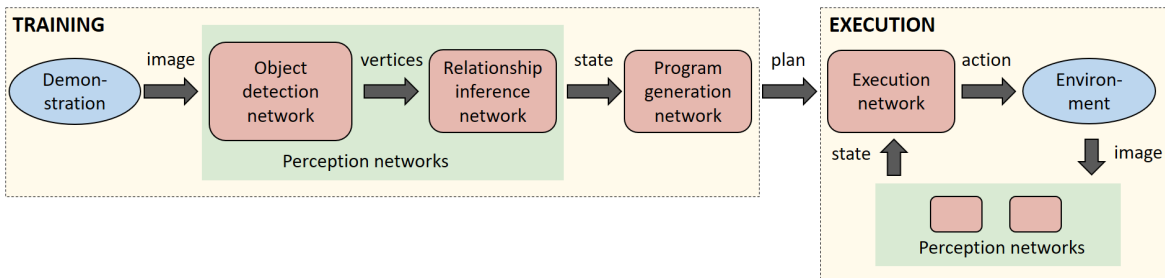 TRAINING
Demon-
stration
image
Object
detection
network
vertices
Relationship
inference
network
Perception networks
state
Program
generation
network
plan
EXECUTION
Execution
network
action
Environ-
ment
image
state
Perception networks